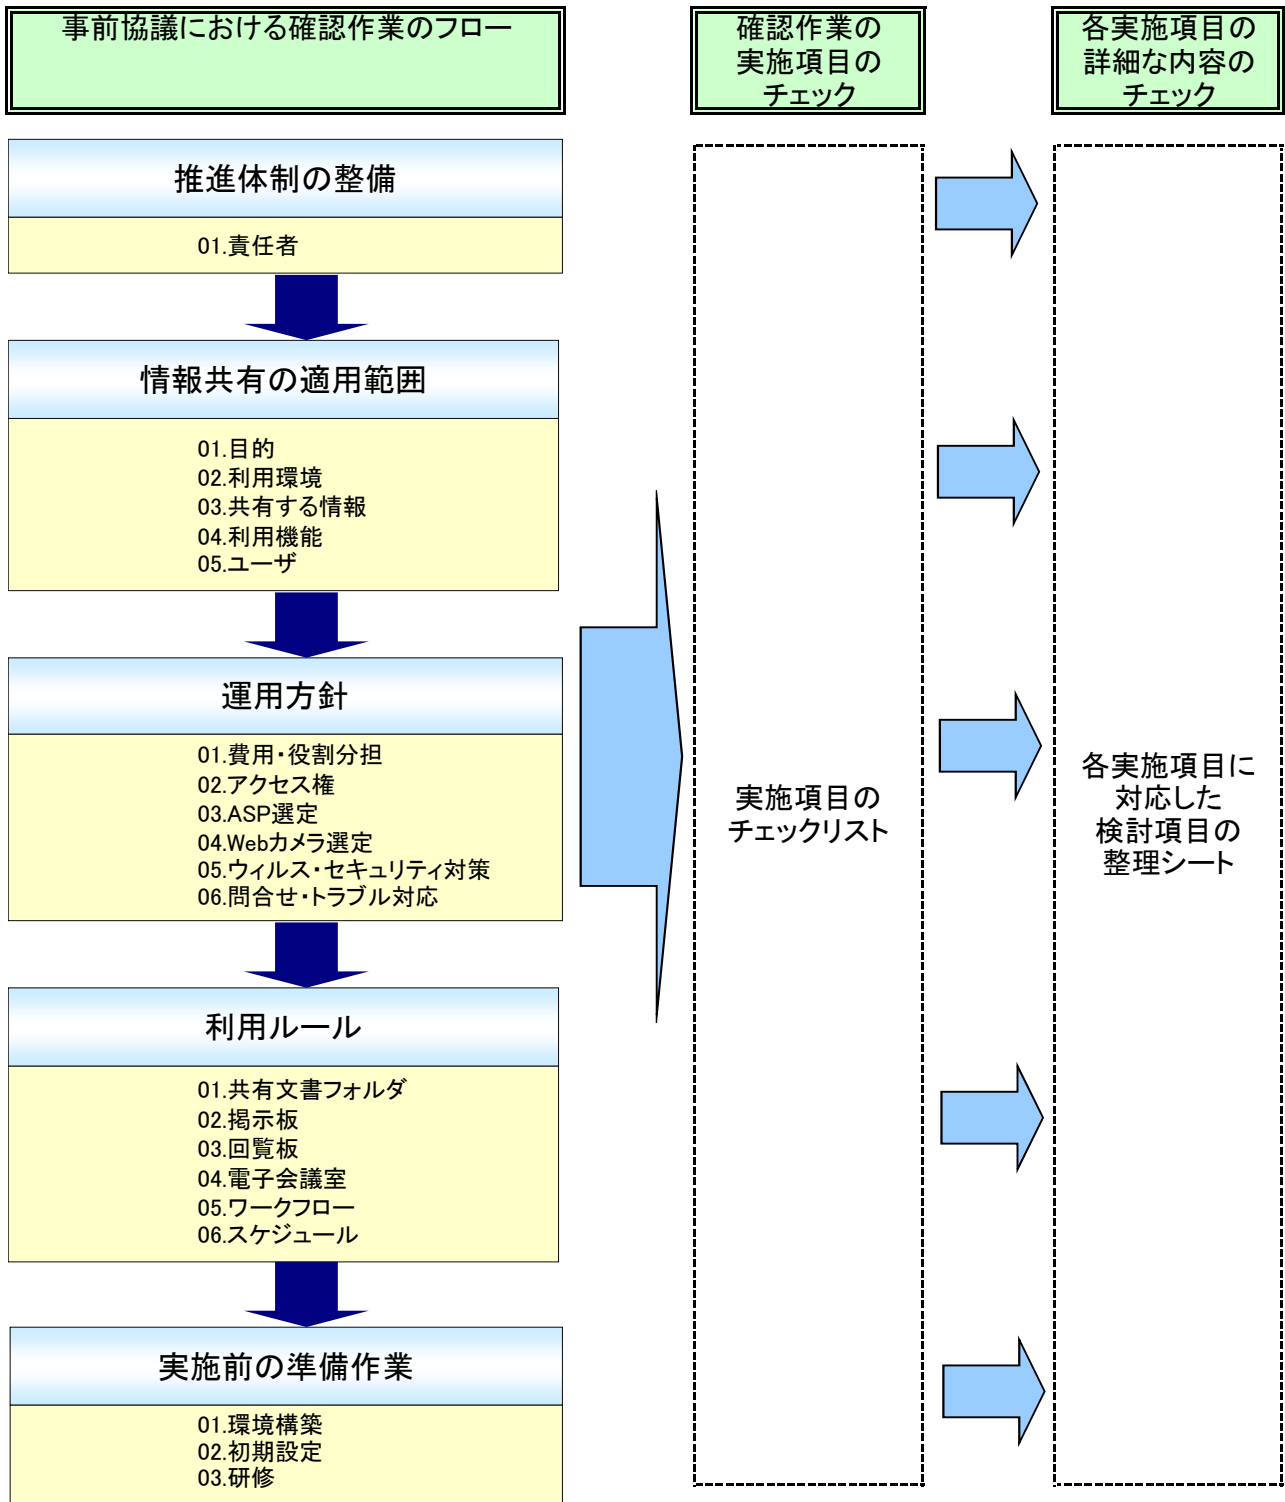 事前協議における確認作業のフロー
確認作業の
実施項目の
チェック
各実施項目の
詳細な内容の
チェック
推進体制の整備
01.責任者
情報共有の適用範囲
01.目的
02.利用環境
03.共有する情報
04.利用機能
05.ユーザ
運用方針
01.費用・役割分担
02.アクセス権
03.ASP選定
04.Webカメラ選定
05.ウィルス・セキュリティ対策
06.問合せ・トラブル対応
利用ルール
01.共有文書フォルダ
02.掲示板
03.回覧板
04.電子会議室
05.ワークフロー
06.スケジュール
実施前の準備作業
01.環境構築
02.初期設定
03.研修
実施項目の
チェックリスト
各実施項目に
対応した
検討項目の
整理シート